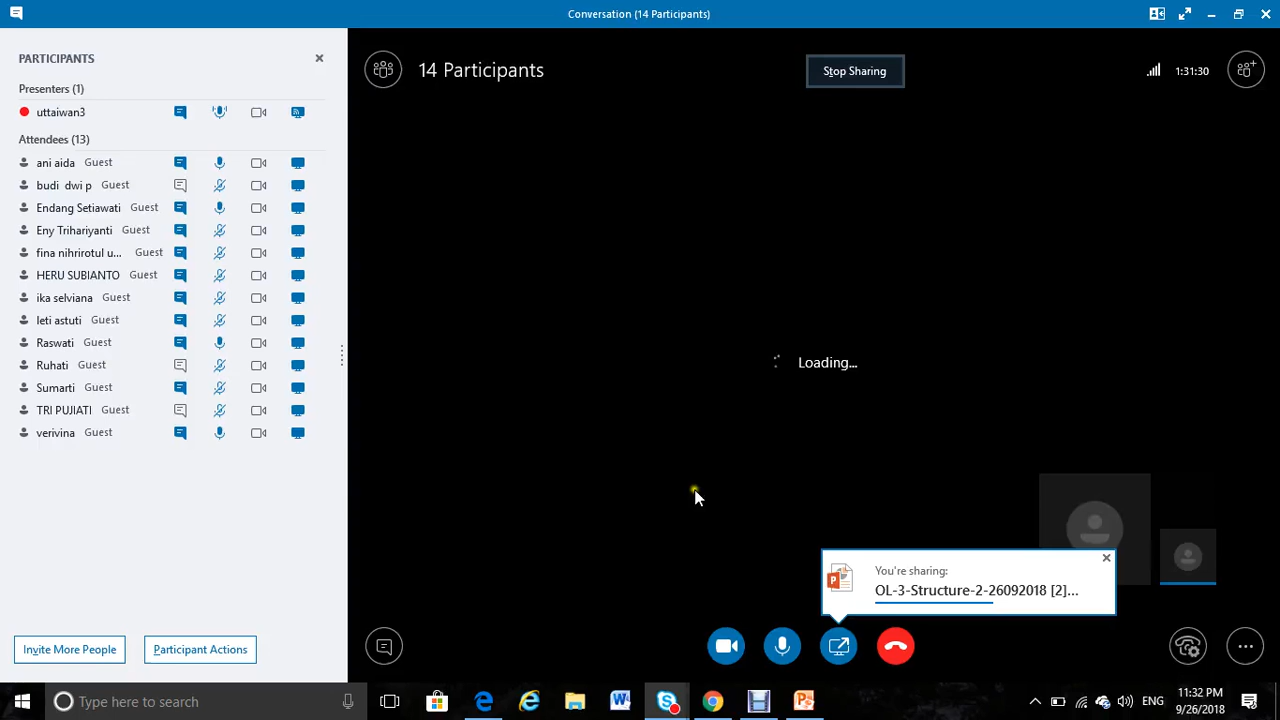 Conversation (14 Participants)
PARTICIPANTS
Presenters (1)
uttaiwan3
Attendees (13)
ani aida Guest
budi dwi p Guest
Endang Setiawati Guest
Eny Trihariyanti Guest
fina nihrirotul u... Guest
HERU SUBIANTO Guest
ika selviana Guest
leti astuti Guest
Raswati Guest
Ruhati Guest
Sumarti Guest
TRI PUJIATI Guest
verivina Guest
Invite More People
Participant Actions
14 Participants
Stop Sharing
1:31:30
Loading...
You're sharing:
OL-3-Structure-2-26092018 [2]...
Type here to search
ENG
11:32 PM
9/26/2018